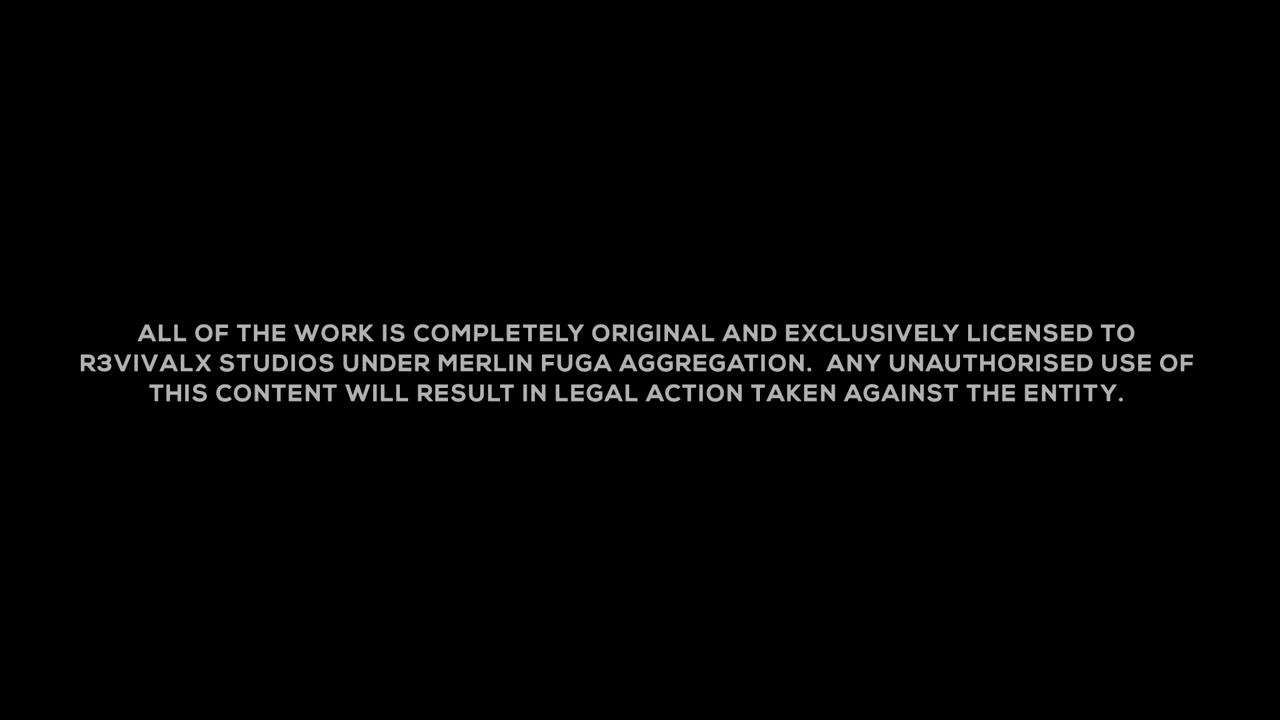 ALL OF THE WORK IS COMPLETELY ORIGINAL AND EXCLUSIVELY LICENSED TO
R3VIVALX STUDIOS UNDER MERLIN FUGA AGGREGATION.  ANY UNAUTHORISED USE OF
THIS CONTENT WILL RESULT IN LEGAL ACTION TAKEN AGAINST THE ENTITY.